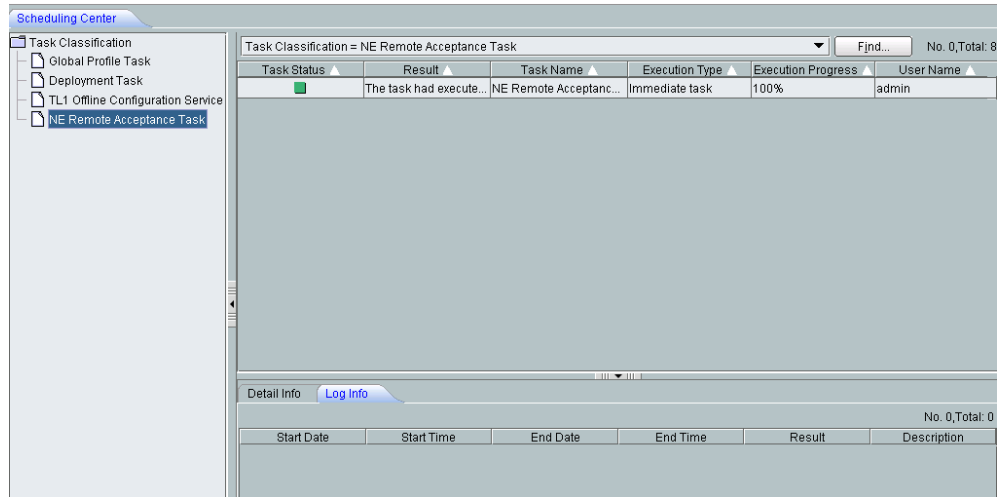 Scheduling Center
Task Classification
Global Profile Task
Deployment Task
TL1 Offline Configuration Service
NE Remote Acceptance Task
Task Classification = NE Remote Acceptance Task
Find... No. 0,Total: 8
Task Status Result Task Name Execution Type Execution Progress User Name
The task had execute... NE Remote Acceptanc... Immediate task 100% admin
Detail Info Log Info
No. 0,Total: 0
Start Date Start Time End Date End Time Result Description